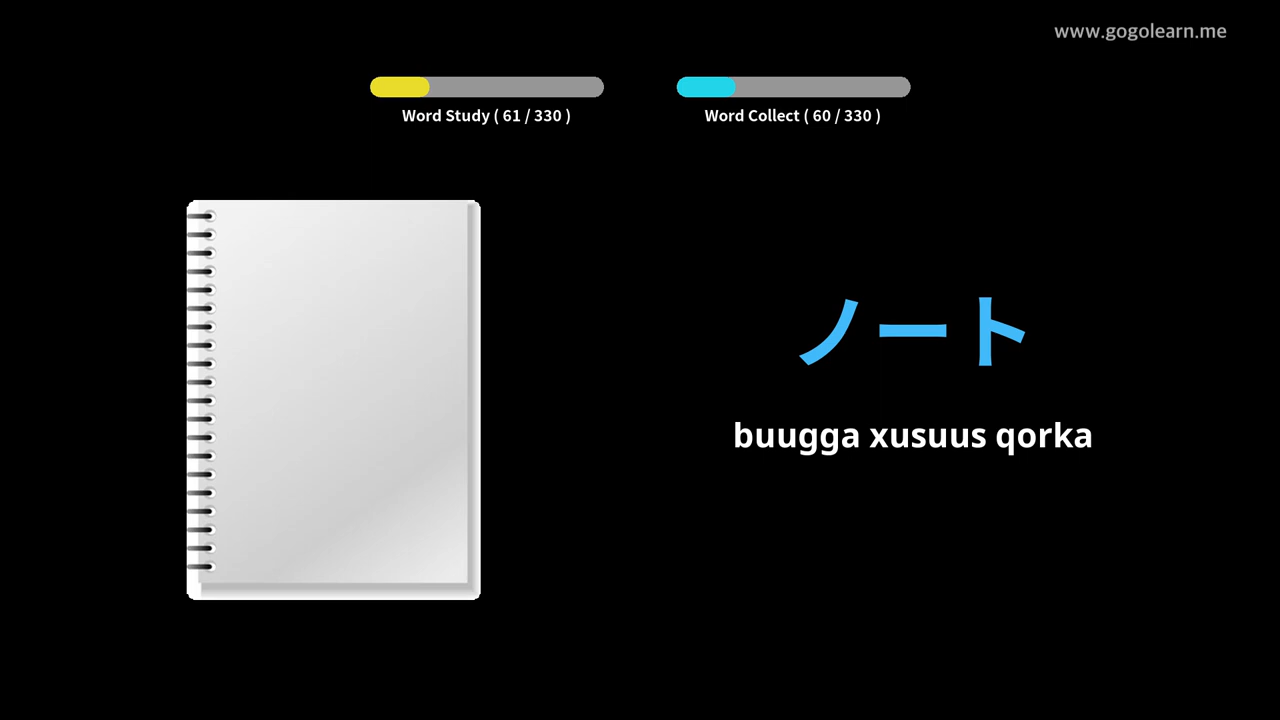 www.gogolearn.me
Word Study ( 61 / 330 )
Word Collect ( 60 / 330 )
ノート
buugga xusuus qorka